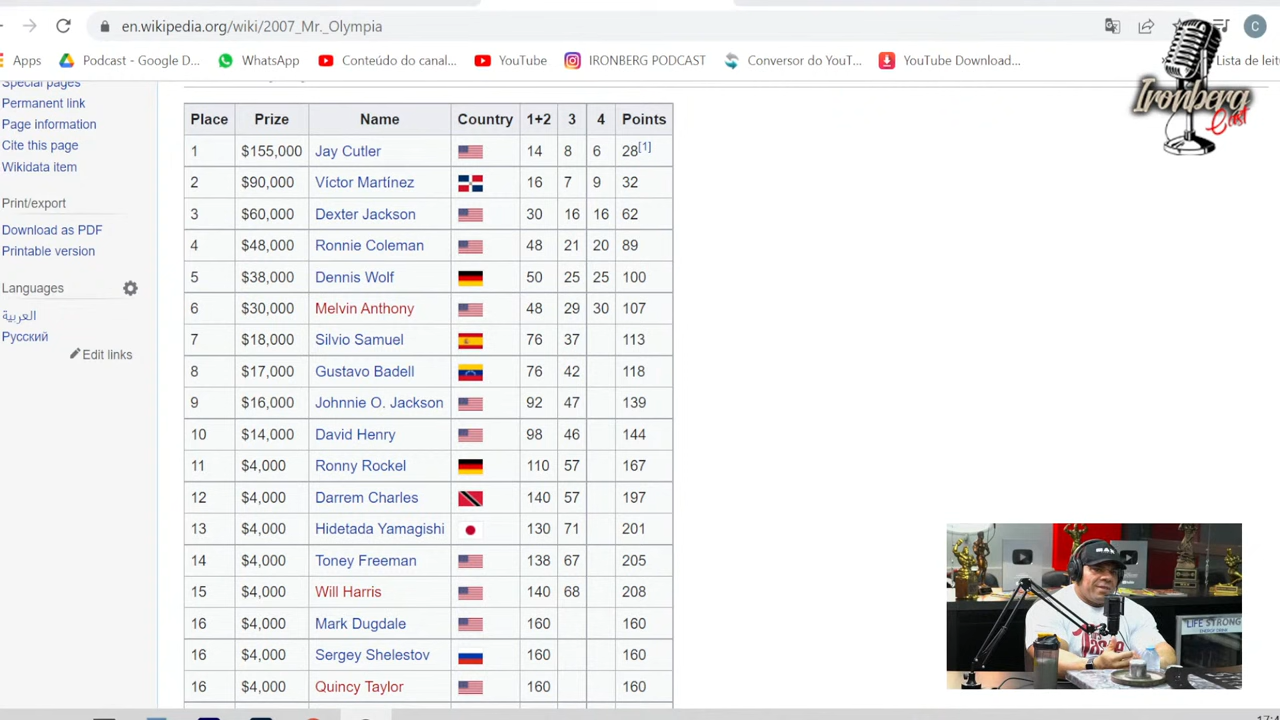 en.wikipedia.org/wiki/2007_Mr._Olympia
C
Apps Podcast - Google D... WhatsApp Conteúdo do canal... YouTube IRONBERG PODCAST Conversor do YouT... YouTube Download... » Lista de leit
Ironberg
Cast
Special pages
Permanent link
Page information
Cite this page
Wikidata item
Print/export
Download as PDF
Printable version
Languages
العربية
Русский
Edit links
Place Prize Name Country 1+2 3 4 Points
1 $155,000 Jay Cutler 14 8 6 28[1]
2 $90,000 Víctor Martínez 16 7 9 32
3 $60,000 Dexter Jackson 30 16 16 62
4 $48,000 Ronnie Coleman 48 21 20 89
5 $38,000 Dennis Wolf 50 25 25 100
6 $30,000 Melvin Anthony 48 29 30 107
7 $18,000 Silvio Samuel 76 37 113
8 $17,000 Gustavo Badell 76 42 118
9 $16,000 Johnnie O. Jackson 92 47 139
10 $14,000 David Henry 98 46 144
11 $4,000 Ronny Rockel 110 57 167
12 $4,000 Darrem Charles 140 57 197
13 $4,000 Hidetada Yamagishi 130 71 201
14 $4,000 Toney Freeman 138 67 205
15 $4,000 Will Harris 140 68 208
16 $4,000 Mark Dugdale 160 160
16 $4,000 Sergey Shelestov 160 160
16 $4,000 Quincy Taylor 160 160
LIFE STRONG